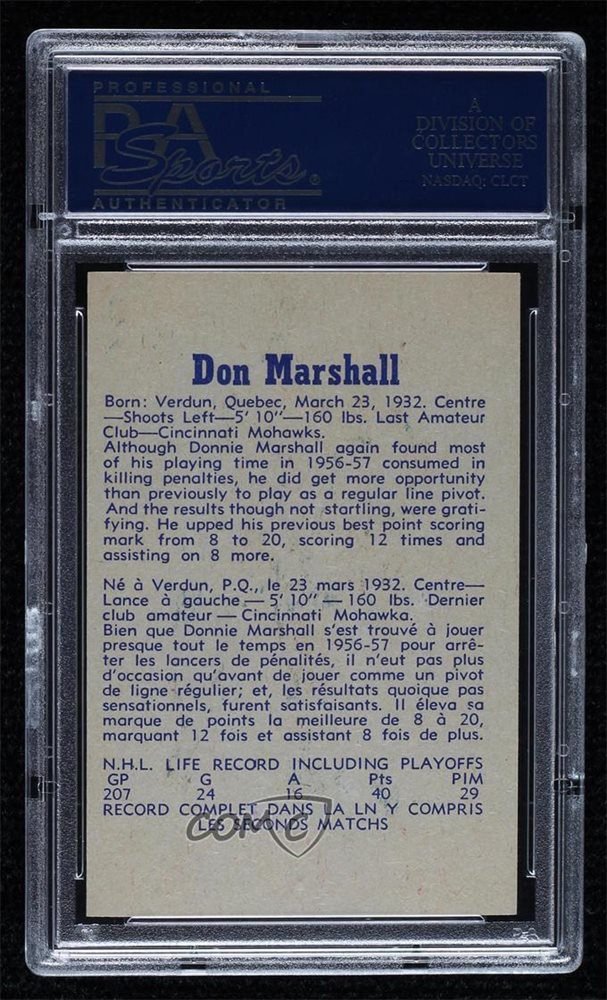 PROFESSIONAL
PSA
Sports
AUTHENTICATOR
A
DIVISION OF
COLLECTORS
UNIVERSE
NASDAQ: CLCT
Don Marshall
Born: Verdun, Quebec, March 23, 1932. Centre
—Shoots Left—5' 10"—160 lbs. Last Amateur
Club—Cincinnati Mohawks.
Although Donnie Marshall again found most
of his playing time in 1956-57 consumed in
killing penalties, he did get more opportunity
than previously to play as a regular line pivot.
And the results though not startling, were grati-
fying. He upped his previous best point scoring
mark from 8 to 20, scoring 12 times and
assisting on 8 more.
Né à Verdun, P.Q., le 23 mars 1932. Centre—
Lance à gauche — 5' 10" — 160 lbs. Dernier
club amateur — Cincinnati Mohawka.
Bien que Donnie Marshall s'est trouvé à jouer
presque tout le temps en 1956-57 pour arrê-
ter les lancers de pénalités, il n'eut pas plus
d'occasion qu'avant de jouer comme un pivot
de ligne régulier; et, les résultats quoique pas
sensationnels, furent satisfaisants. Il éleva sa
marque de points la meilleure de 8 à 20,
marquant 12 fois et assistant 8 fois de plus.
N.H.L. LIFE RECORD INCLUDING PLAYOFFS
GP G A Pts PIM
207 24 16 40 29
RECORD COMPLET DANS LA LN Y COMPRIS
LES SECONDS MATCHS
COMC